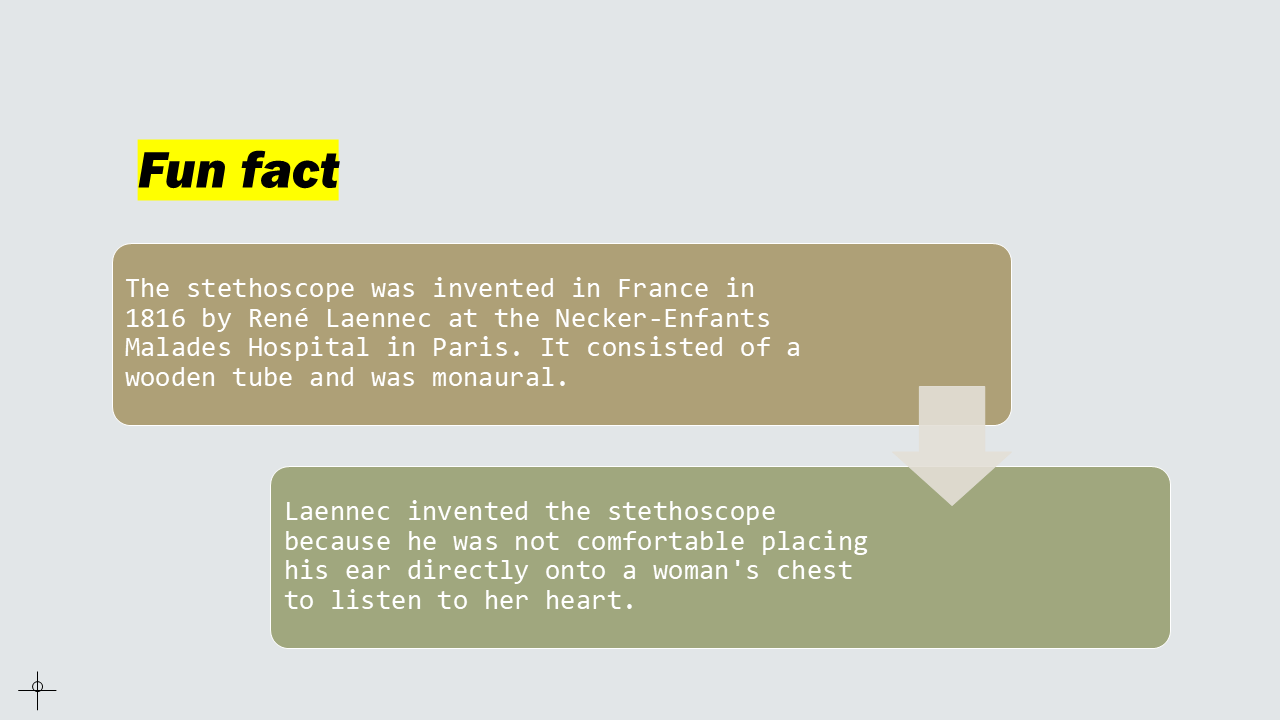 Fun fact
The stethoscope was invented in France in
1816 by René Laennec at the Necker-Enfants
Malades Hospital in Paris. It consisted of a
wooden tube and was monaural.
Laennec invented the stethoscope
because he was not comfortable placing
his ear directly onto a woman's chest
to listen to her heart.